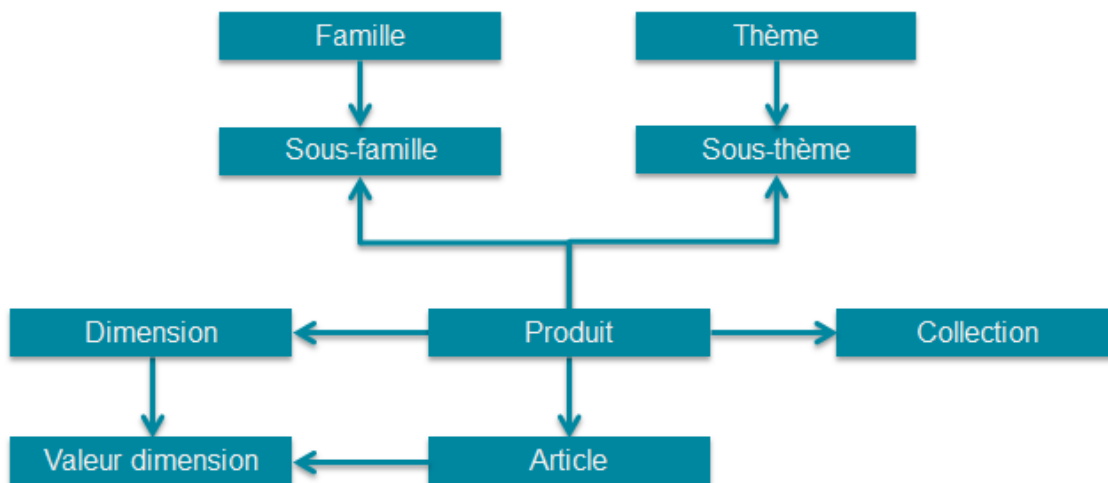 Famille
Thème
Sous-famille
Sous-thème
Dimension
Produit
Collection
Valeur dimension
Article